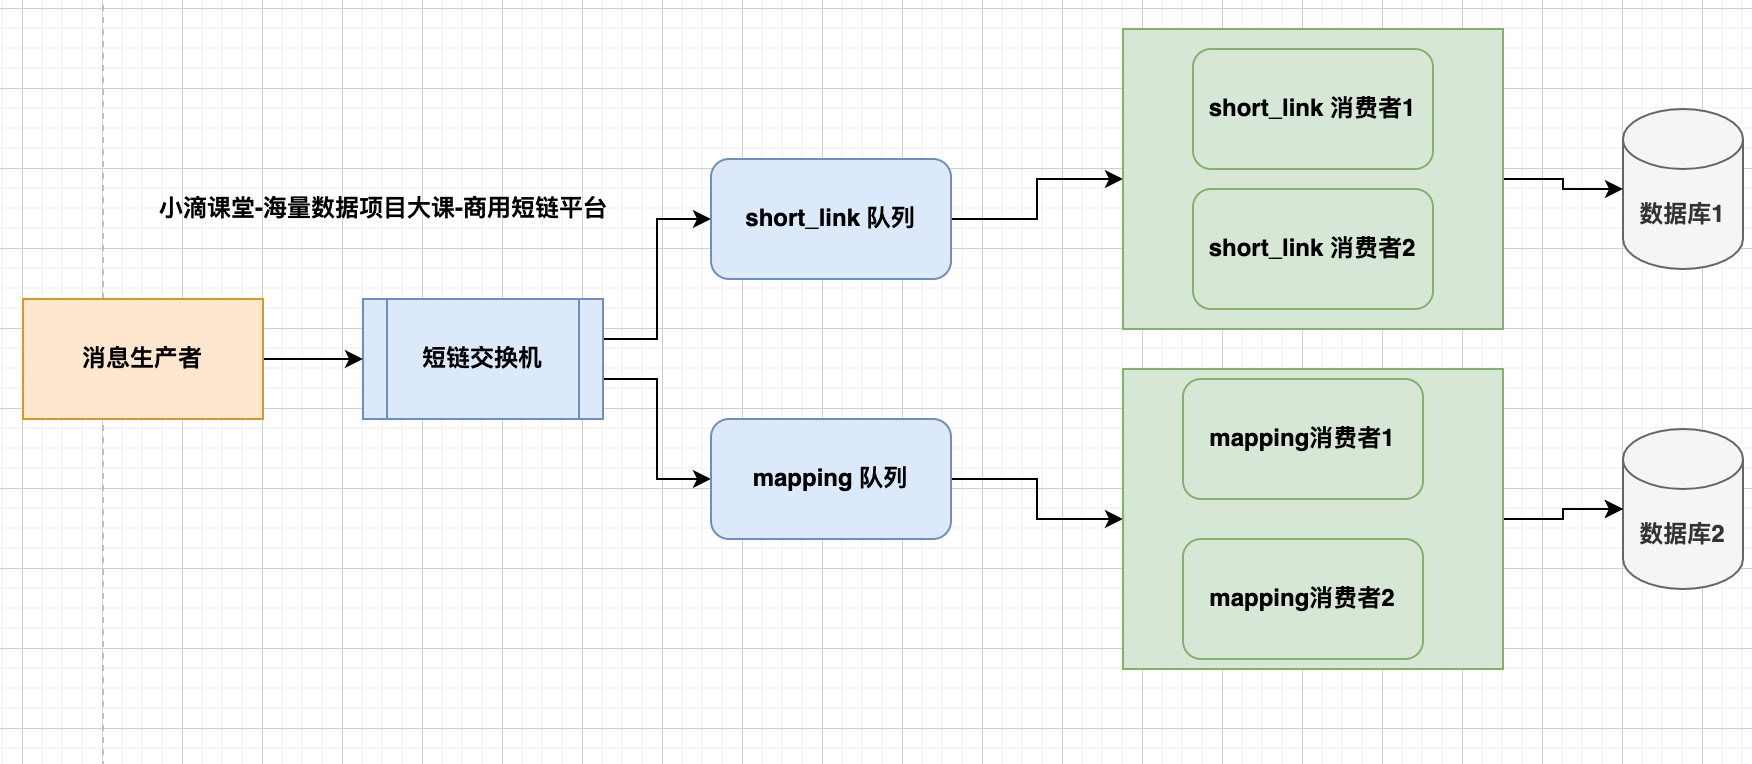 小滴课堂-海量数据项目大课-商用短链平台
消息生产者
短链交换机
short_link 队列
mapping 队列
short_link 消费者1
short_link 消费者2
mapping消费者1
mapping消费者2
数据库1
数据库2